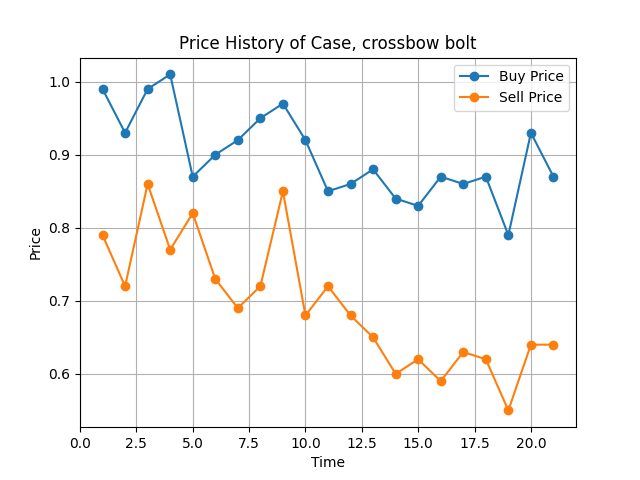 Price History of Case, crossbow bolt
Buy Price
Sell Price
1.0
0.9
0.8
0.7
0.6
Price
0.0 2.5 5.0 7.5 10.0 12.5 15.0 17.5 20.0
Time